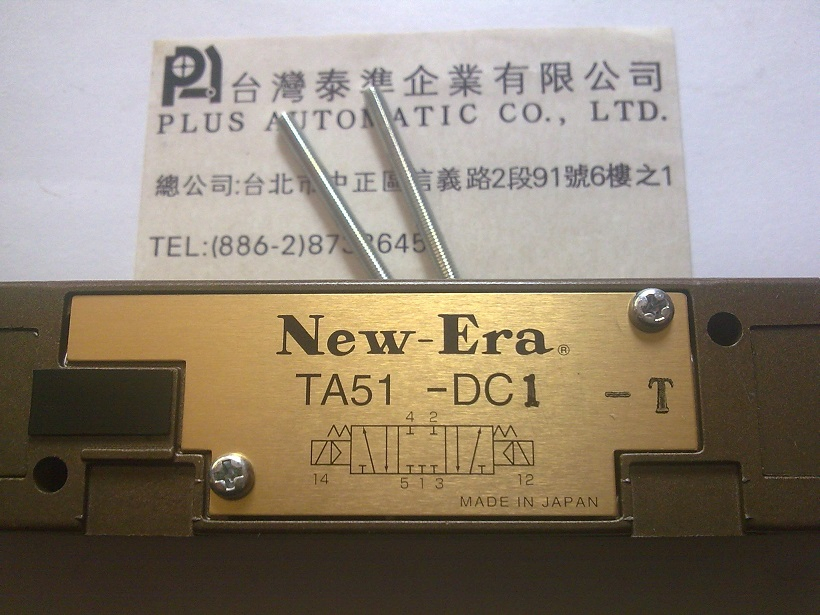 台灣泰準企業有限公司
PLUS AUTOMATIC CO., LTD.
總公司:台北市中正區信義路2段91號6樓之1
TEL:(886-2)87
New-Era®
TA51 -DC1 - T
4 2
14 5 1 3 12
MADE IN JAPAN